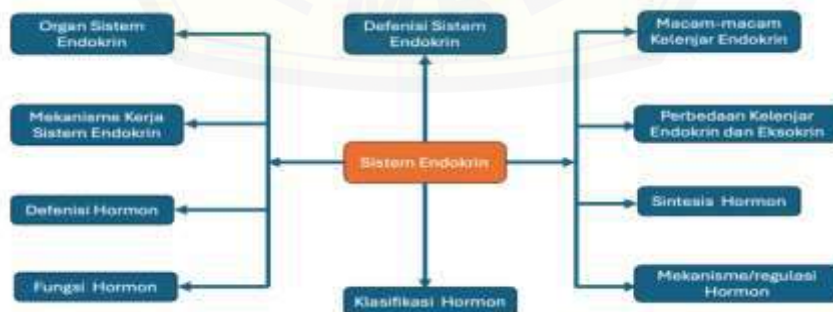 Organ Sistem
Endokrin
Mekanisme Kerja
Sistem Endokrin
Defenisi Hormon
Fungsi Hormon
Defenisi Sistem
Endokrin
Sistem Endokrin
Klasifikasi Hormon
Macam-macam
Kelenjar Endokrin
Perbedaan Kelenjar
Endokrin dan Eksokrin
Sintesis Hormon
Mekanisme/regulasi
Hormon